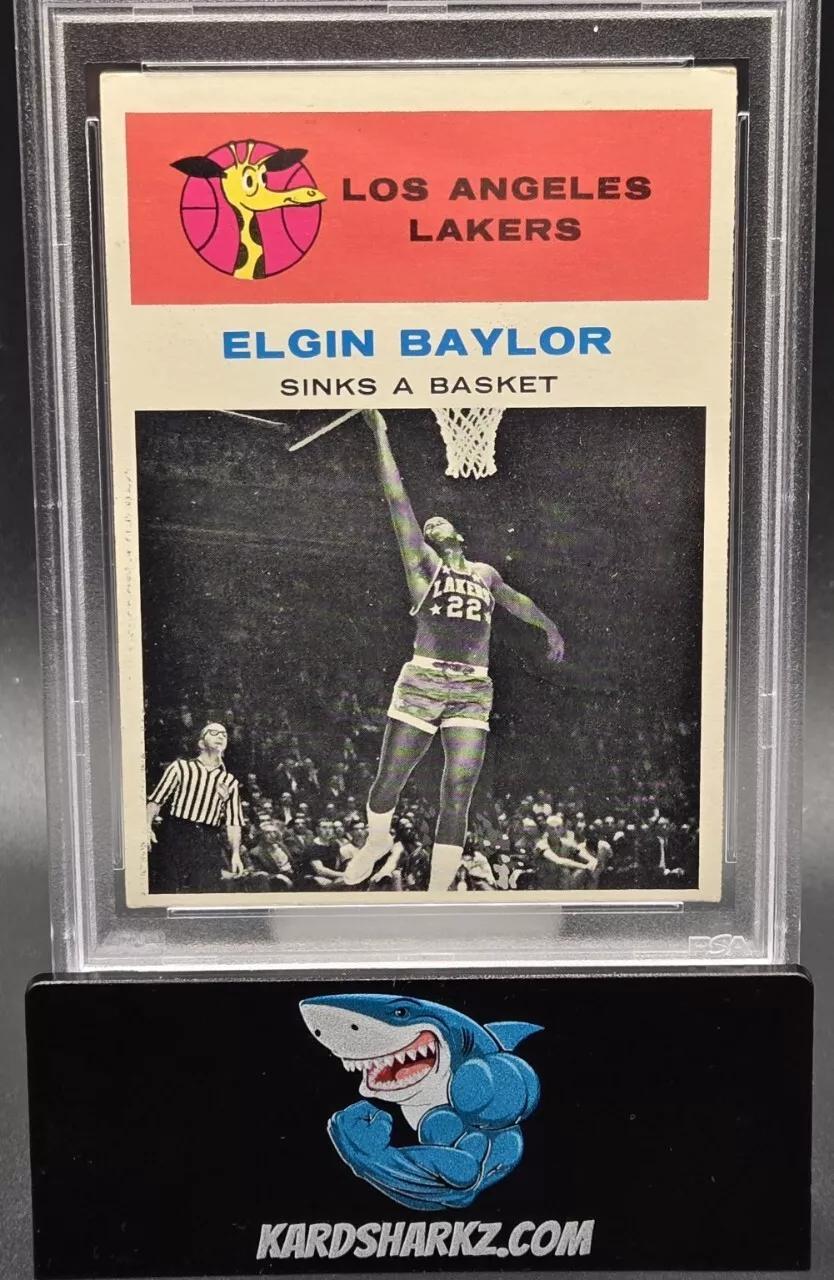 LOS ANGELES
LAKERS
ELGIN BAYLOR
SINKS A BASKET
LAKERS
22
PSA
KARDSHARKZ.COM